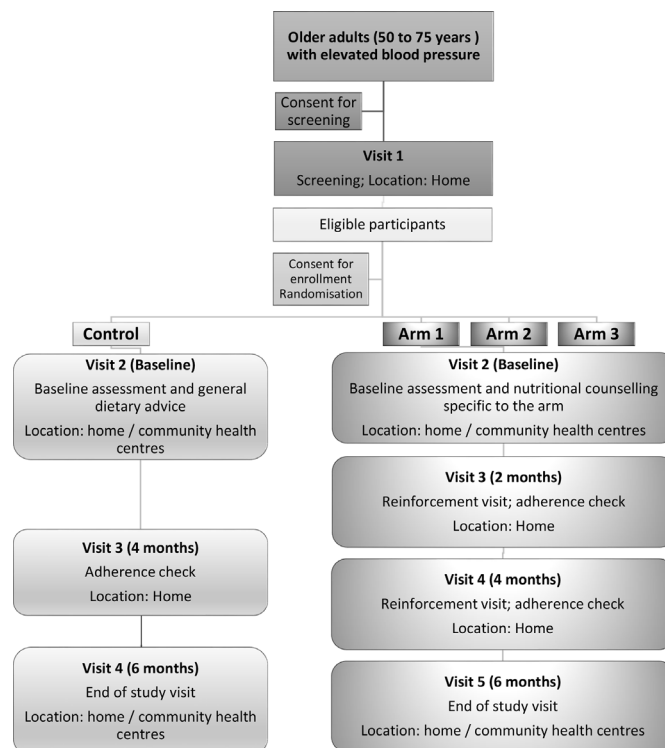 Older adults (50 to 75 years )
with elevated blood pressure
Consent for
screening
Visit 1
Screening; Location: Home
Eligible participants
Consent for
enrollment
Randomisation
Control
Visit 2 (Baseline)
Baseline assessment and general
dietary advice
Location: home / community health
centres
Visit 3 (4 months)
Adherence check
Location: Home
Visit 4 (6 months)
End of study visit
Location: home / community health
centres
Arm 1
Arm 2
Arm 3
Visit 2 (Baseline)
Baseline assessment and nutritional counselling
specific to the arm
Location: home / community health centres
Visit 3 (2 months)
Reinforcement visit; adherence check
Location: Home
Visit 4 (4 months)
Reinforcement visit; adherence check
Location: Home
Visit 5 (6 months)
End of study visit
Location: home / community health centres